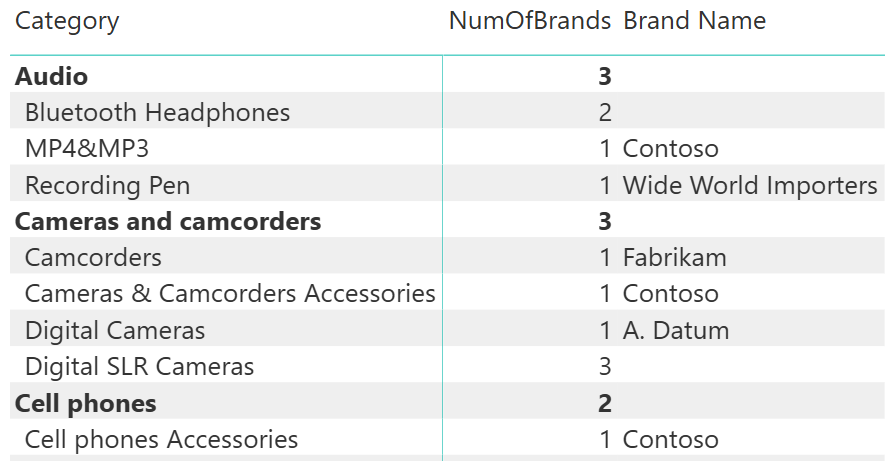 Category NumOfBrands Brand Name
Audio 3
Bluetooth Headphones 2
MP4&MP3 1 Contoso
Recording Pen 1 Wide World Importers
Cameras and camcorders 3
Camcorders 1 Fabrikam
Cameras & Camcorders Accessories 1 Contoso
Digital Cameras 1 A. Datum
Digital SLR Cameras 3
Cell phones 2
Cell phones Accessories 1 Contoso